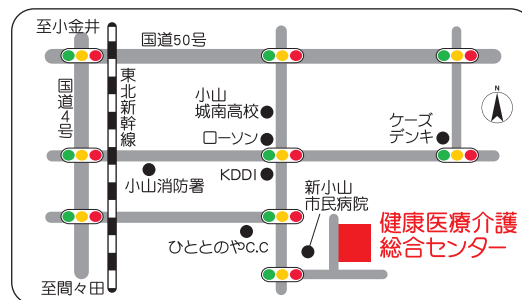 至小金井
国道50号
国道4号
東北新幹線
小山
城南高校
ローソン
KDDI
小山消防署
ケーズ
デンキ
N
新小山
市民病院
ひととのやC.C
健康医療介護
総合センター
至間々田